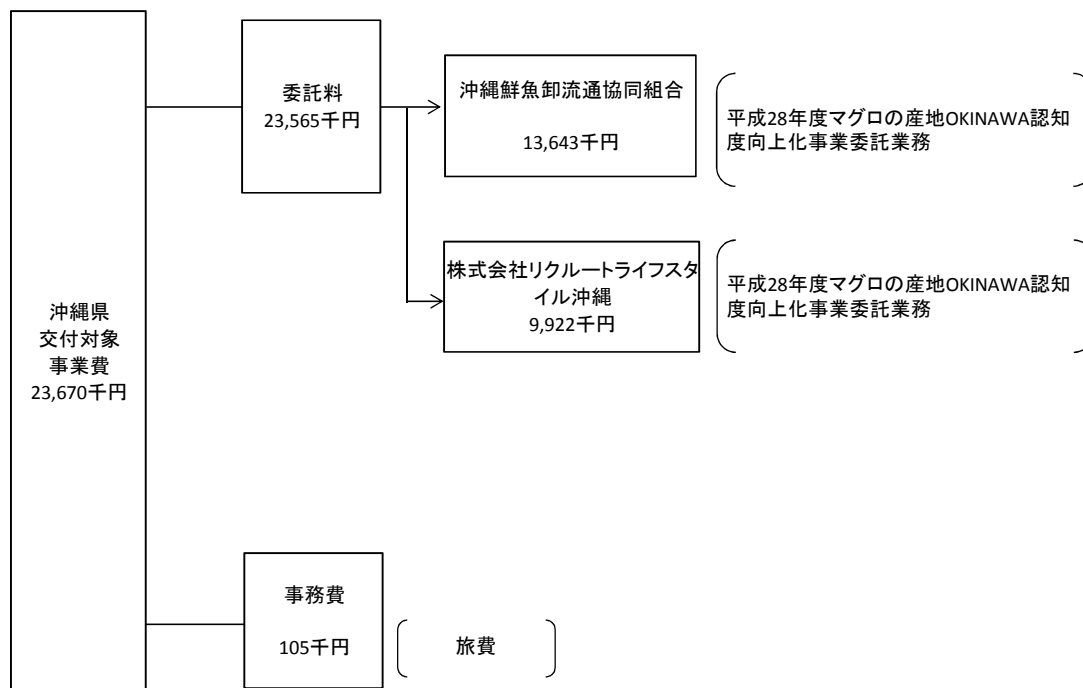 沖縄県
交付対象
事業費
23,670千円
委託料
23,565千円
沖縄鮮魚卸流通協同組合
13,643千円
平成28年度マグロの産地OKINAWA認知
度向上化事業委託業務
株式会社リクルートライフスタ
イル沖縄
9,922千円
平成28年度マグロの産地OKINAWA認知
度向上化事業委託業務
事務費
105千円
旅費